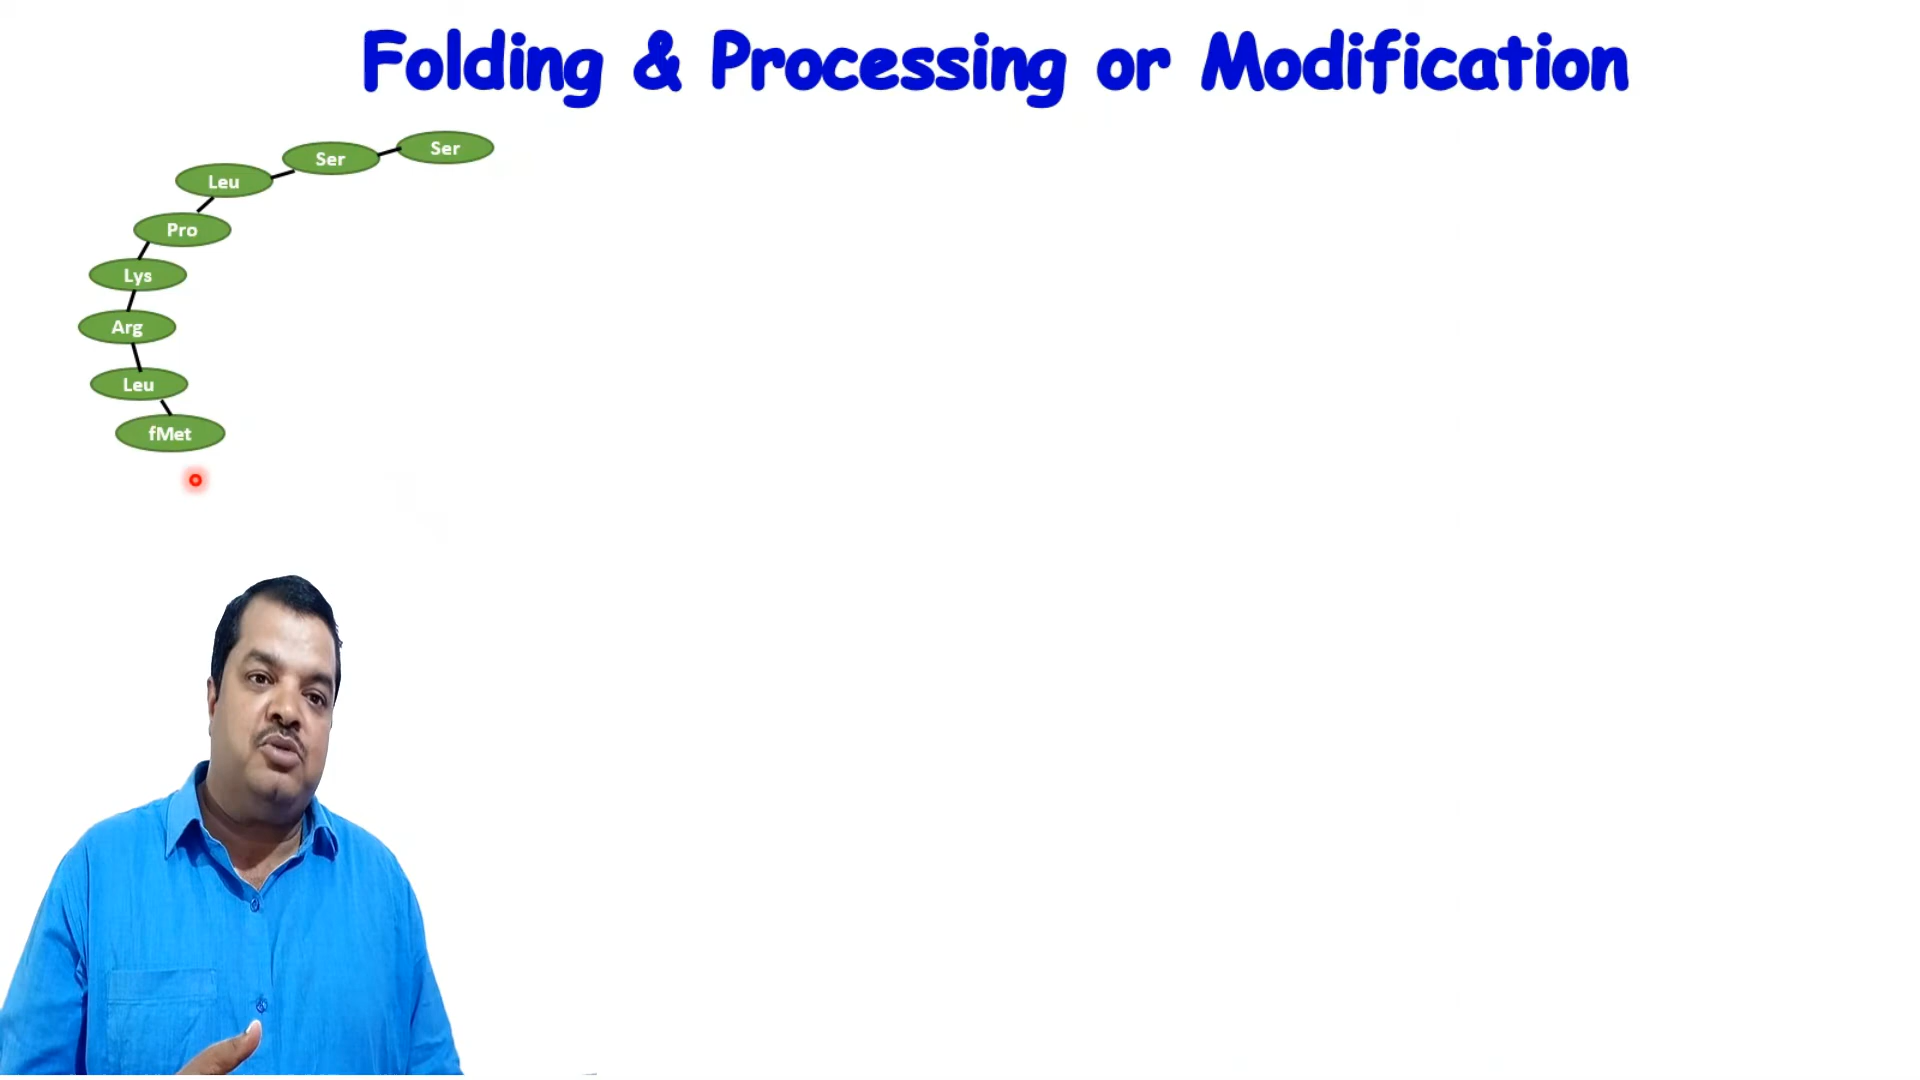 Folding & Processing or Modification
Ser
Ser
Leu
Pro
Lys
Arg
Leu
fMet